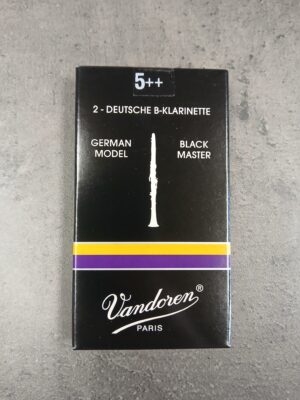 5++
2 - DEUTSCHE B-KLARINETTE
GERMAN MODEL
BLACK MASTER
Vandoren®
PARIS